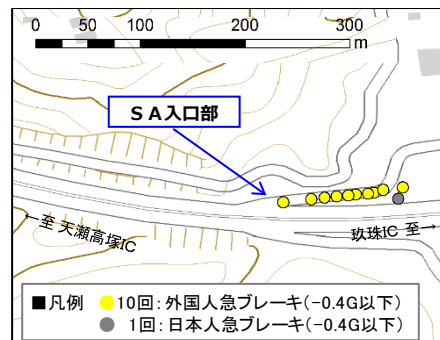 0 50 100 200 300
m
SA入口部
←至 天瀬高塚IC
玖珠IC 至→
■凡例 10回:外国人急ブレーキ(-0.4G以下)
1回:日本人急ブレーキ(-0.4G以下)